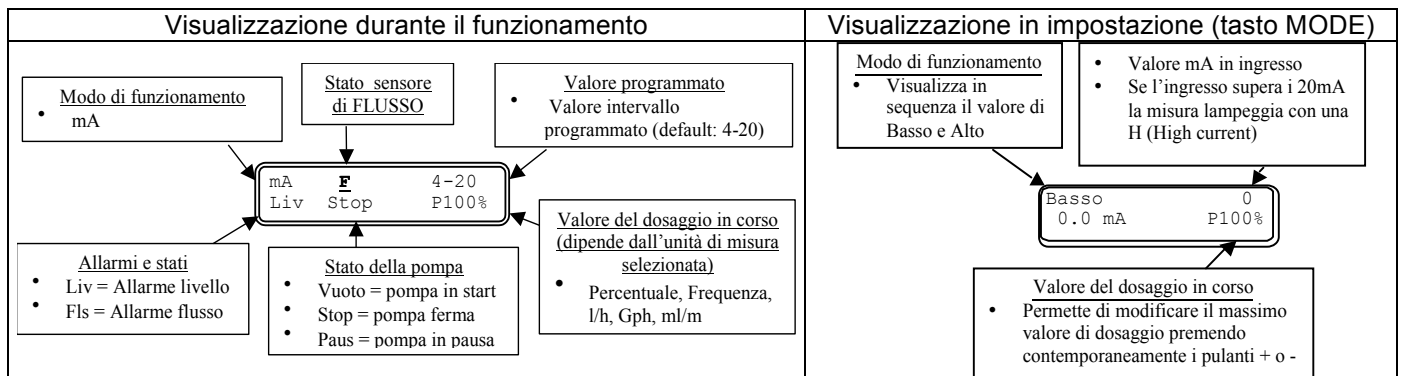 Visualizzazione durante il funzionamento
Modo di funzionamento
• mA
Stato sensore
di FLUSSO
Valore programmato
• Valore intervallo
programmato (default: 4-20)
mA F 4-20
Liv Stop P100%
Allarmi e stati
• Liv = Allarme livello
• Fls = Allarme flusso
Stato della pompa
• Vuoto = pompa in start
• Stop = pompa ferma
• Paus = pompa in pausa
Valore del dosaggio in corso
(dipende dall’unità di misura
selezionata)
• Percentuale, Frequenza,
l/h, Gph, ml/m
Visualizzazione in impostazione (tasto MODE)
Modo di funzionamento
• Visualizza in
sequenza il valore di
Basso e Alto
• Valore mA in ingresso
• Se l’ingresso supera i 20mA
la misura lampeggia con una
H (High current)
Basso 0
0.0 mA P100%
Valore del dosaggio in corso
• Permette di modificare il massimo
valore di dosaggio premendo
contemporaneamente i pulanti + o -